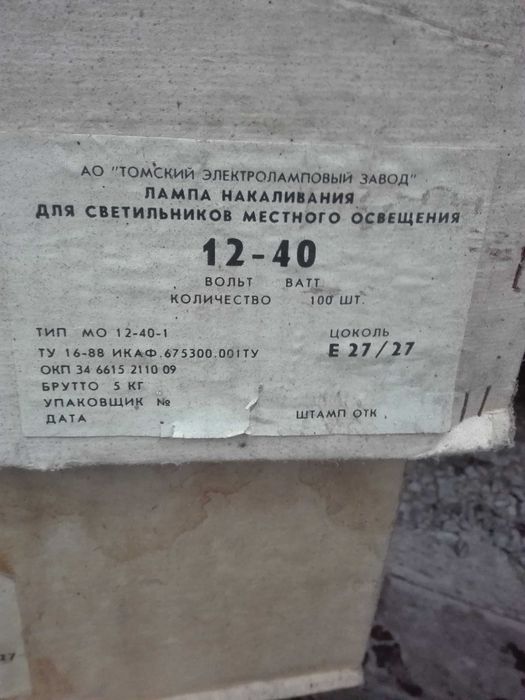 АО "ТОМСКИЙ ЭЛЕКТРОЛАМПОВЫЙ ЗАВОД"
ЛАМПА НАКАЛИВАНИЯ
ДЛЯ СВЕТИЛЬНИКОВ МЕСТНОГО ОСВЕЩЕНИЯ
12-40
ВОЛЬТ ВАТТ
КОЛИЧЕСТВО 100 ШТ.
ТИП МО 12-40-1
ЦОКОЛЬ
ТУ 16-88 ИКАФ.675300.001ТУ
Е 27/27
ОКП 34 6615 2110 09
БРУТТО 5 КГ
УПАКОВЩИК №
ДАТА
ШТАМП ОТК
27